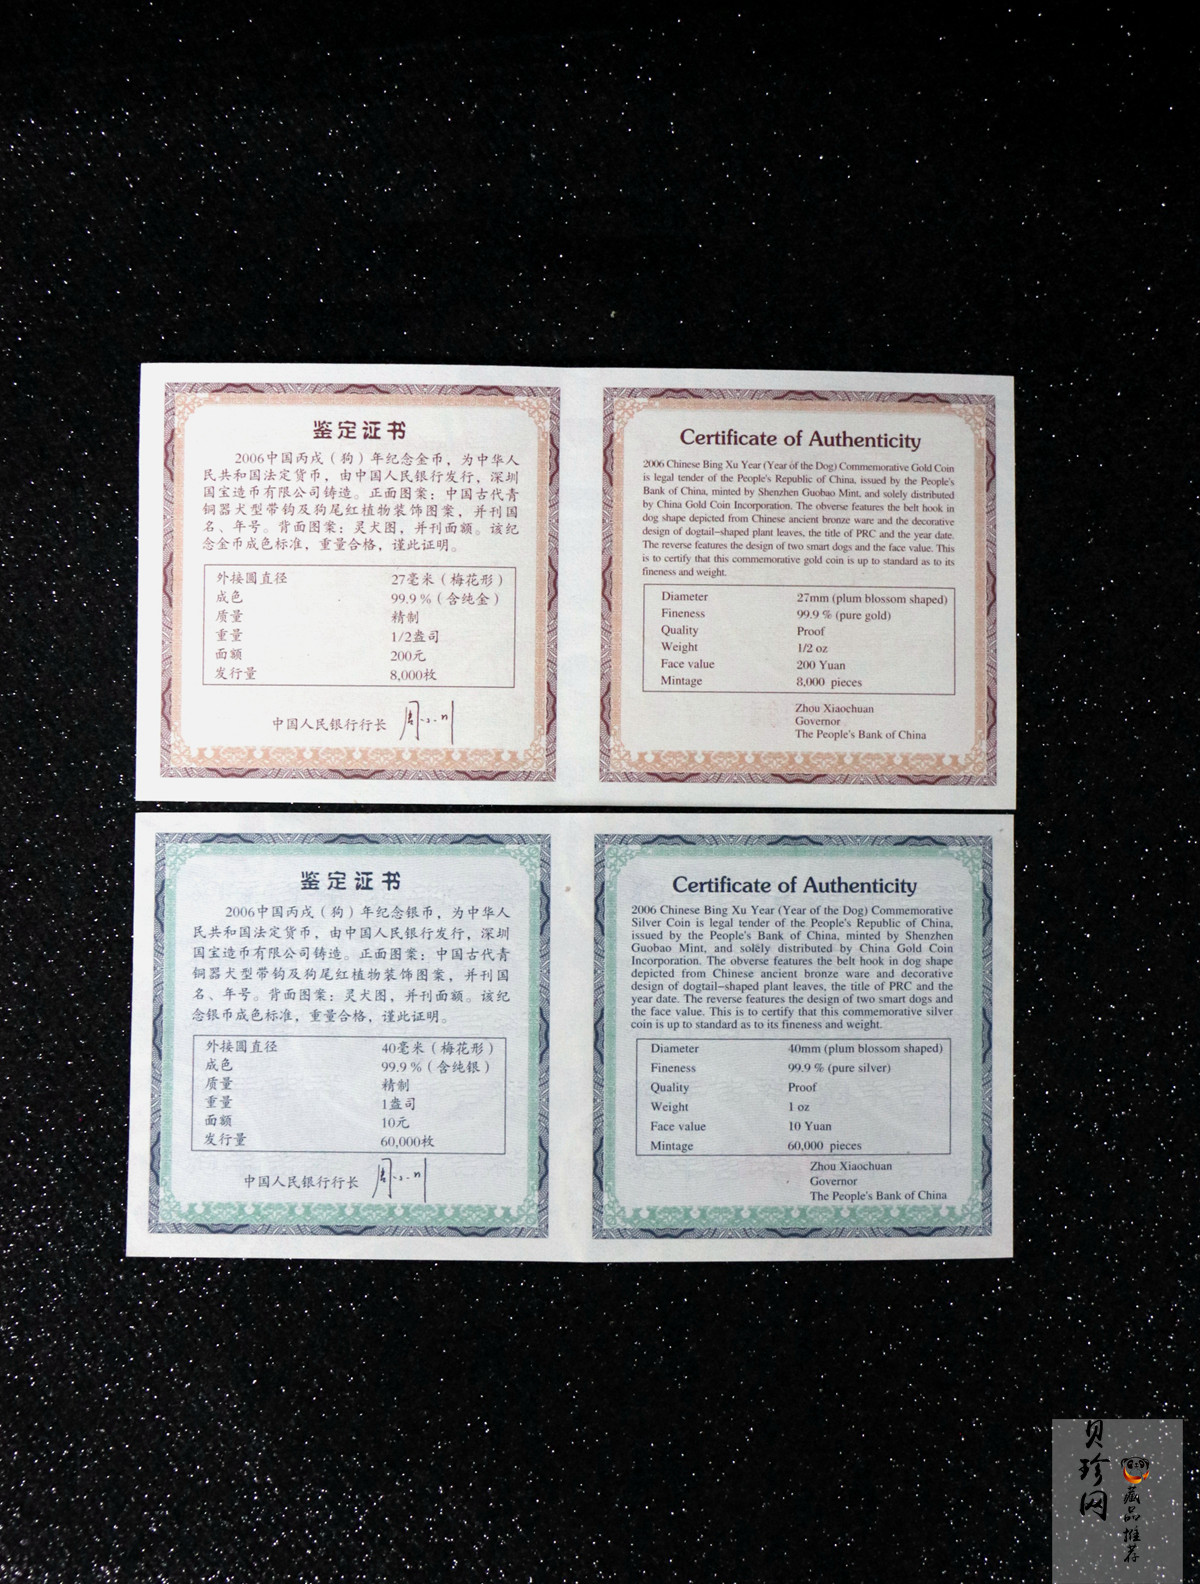 鉴定证书
2006中国丙戌（狗）年纪念金币，为中华人
民共和国法定货币，由中国人民银行发行，深圳
国宝造币有限公司铸造。正面图案：中国古代青
铜器犬型带钩及狗尾红植物装饰图案，并刊国
名、年号。背面图案：灵犬图，并刊面额。该纪
念金币成色标准，重量合格，谨此证明。
外接圆直径 27毫米（梅花形）
成色 99.9％（含纯金）
质量 精制
重量 1/2盎司
面额 200元
发行量 8,000枚
中国人民银行行长
Certificate of Authenticity
2006 Chinese Bing Xu Year (Year of the Dog) Commemorative Gold Coin
is legal tender of the People's Republic of China, issued by the People's
Bank of China, minted by Shenzhen Guobao Mint, and solely distributed
by China Gold Coin Incorporation. The obverse features the belt hook in
dog shape depicted from Chinese ancient bronze ware and the decorative
design of dogtail–shaped plant leaves, the title of PRC and the year date.
The reverse features the design of two smart dogs and the face value. This
is to certify that this commemorative gold coin is up to standard as to its
fineness and weight.
Diameter 27mm (plum blossom shaped)
Fineness 99.9 % (pure gold)
Quality Proof
Weight 1/2 oz
Face value 200 Yuan
Mintage 8,000 pieces
Zhou Xiaochuan
Governor
The People's Bank of China
鉴定证书
2006中国丙戌（狗）年纪念银币，为中华人
民共和国法定货币，由中国人民银行发行，深圳
国宝造币有限公司铸造。正面图案：中国古代青
铜器犬型带钩及狗尾红植物装饰图案，并刊国
名、年号。背面图案：灵犬图，并刊面额。该纪
念银币成色标准，重量合格，谨此证明。
外接圆直径 40毫米（梅花形）
成色 99.9％（含纯银）
质量 精制
重量 1盎司
面额 10元
发行量 60,000枚
中国人民银行行长
Certificate of Authenticity
2006 Chinese Bing Xu Year (Year of the Dog) Commemorative
Silver Coin is legal tender of the People's Republic of China,
issued by the People's Bank of China, minted by Shenzhen
Guobao Mint, and solely distributed by China Gold Coin
Incorporation. The obverse features the belt hook in dog shape
depicted from Chinese ancient bronze ware and decorative
design of dogtail–shaped plant leaves, the title of PRC and the
year date. The reverse features the design of two smart dogs and
the face value. This is to certify that this commemorative silver
coin is up to standard as to its fineness and weight.
Diameter 40mm (plum blossom shaped)
Fineness 99.9 % (pure silver)
Quality Proof
Weight 1 oz
Face value 10 Yuan
Mintage 60,000 pieces
Zhou Xiaochuan
Governor
The People's Bank of China
贝珍网
藏品推荐